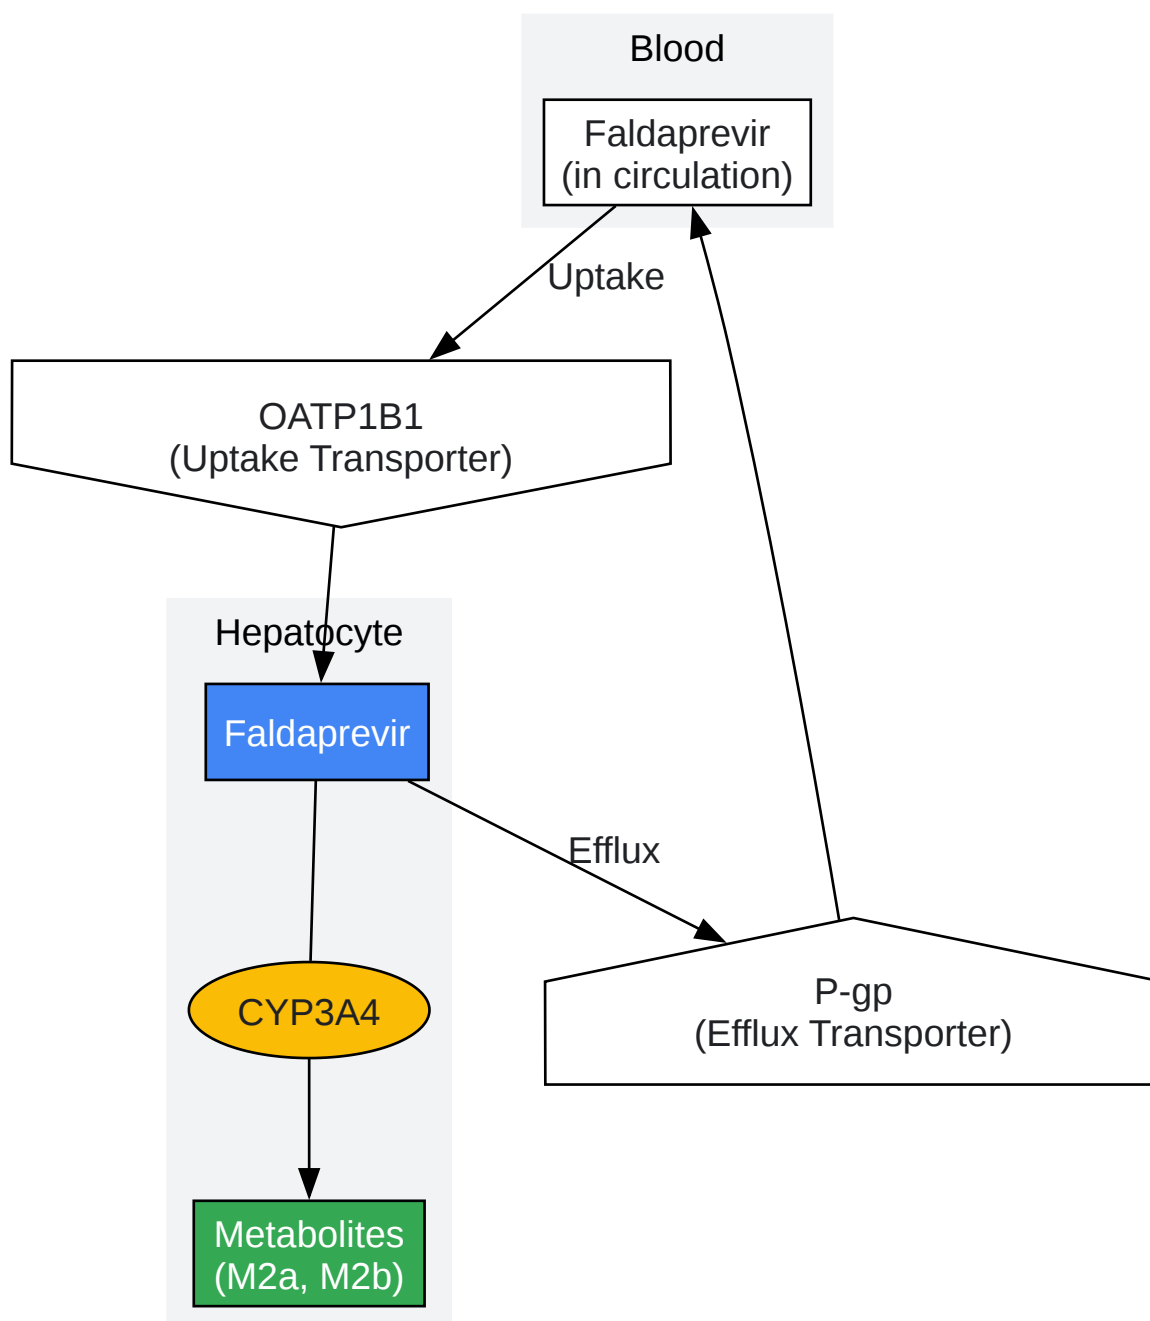 Blood
Faldaprevir
(in circulation)
Uptake
OATP1B1
(Uptake Transporter)
Hepatocyte
Faldaprevir
Efflux
P-gp
(Efflux Transporter)
CYP3A4
Metabolites
(M2a, M2b)